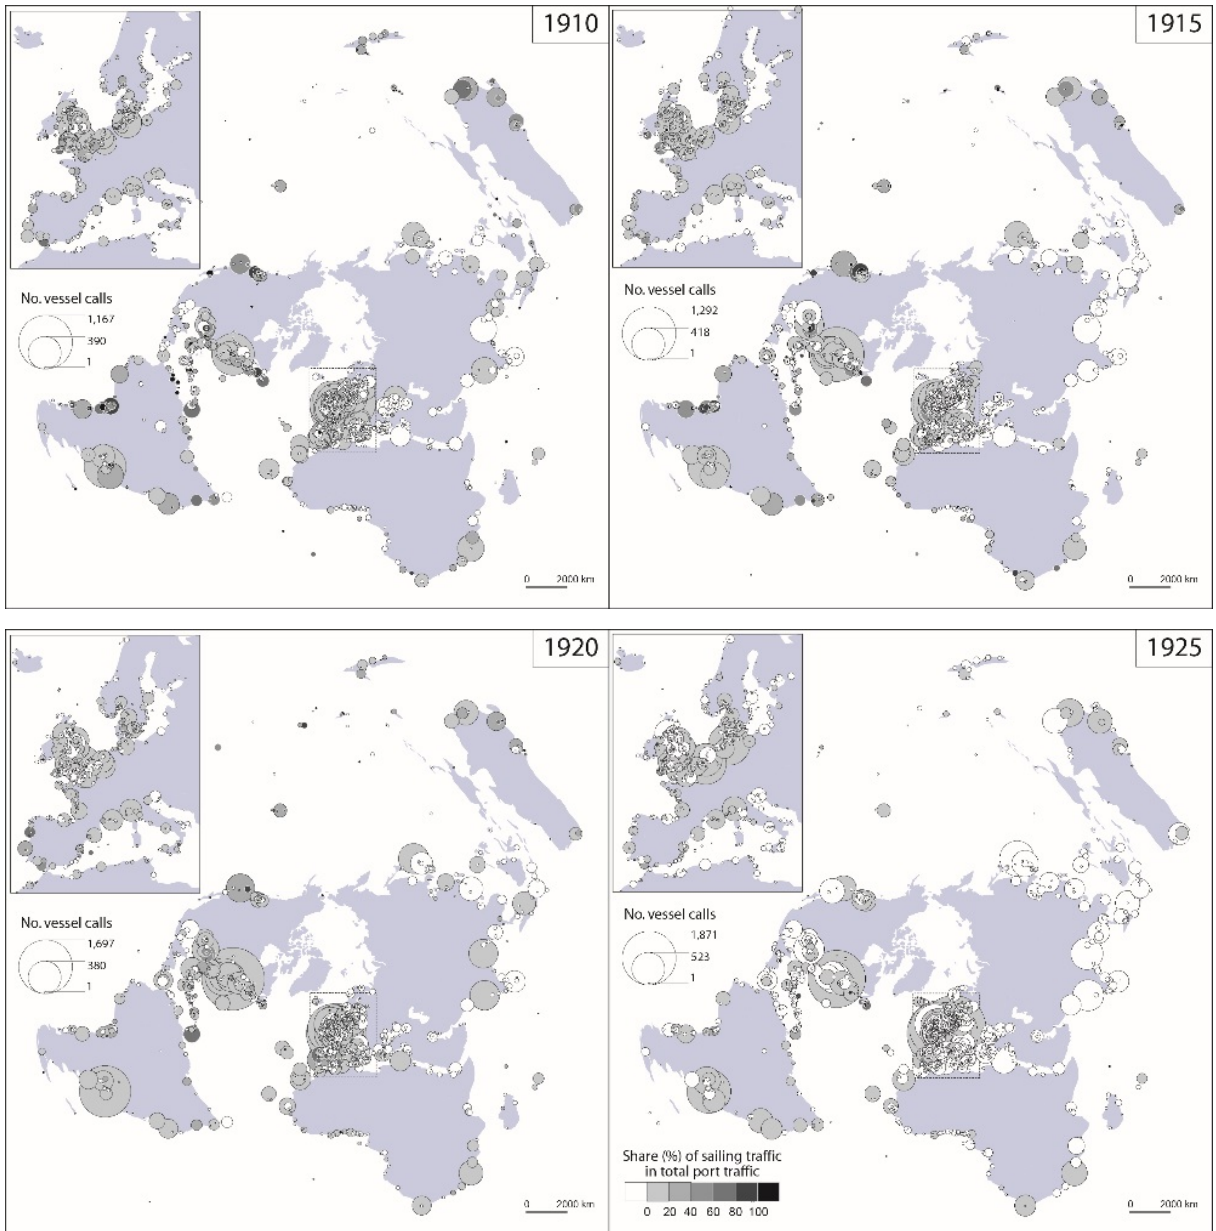 1910
No. vessel calls
1,167
390
1
0 2000 km
1915
No. vessel calls
1,292
418
1
0 2000 km
1920
No. vessel calls
1,697
380
1
0 2000 km
1925
No. vessel calls
1,871
523
1
Share (%) of sailing traffic
in total port traffic
0 20 40 60 80 100
0 2000 km